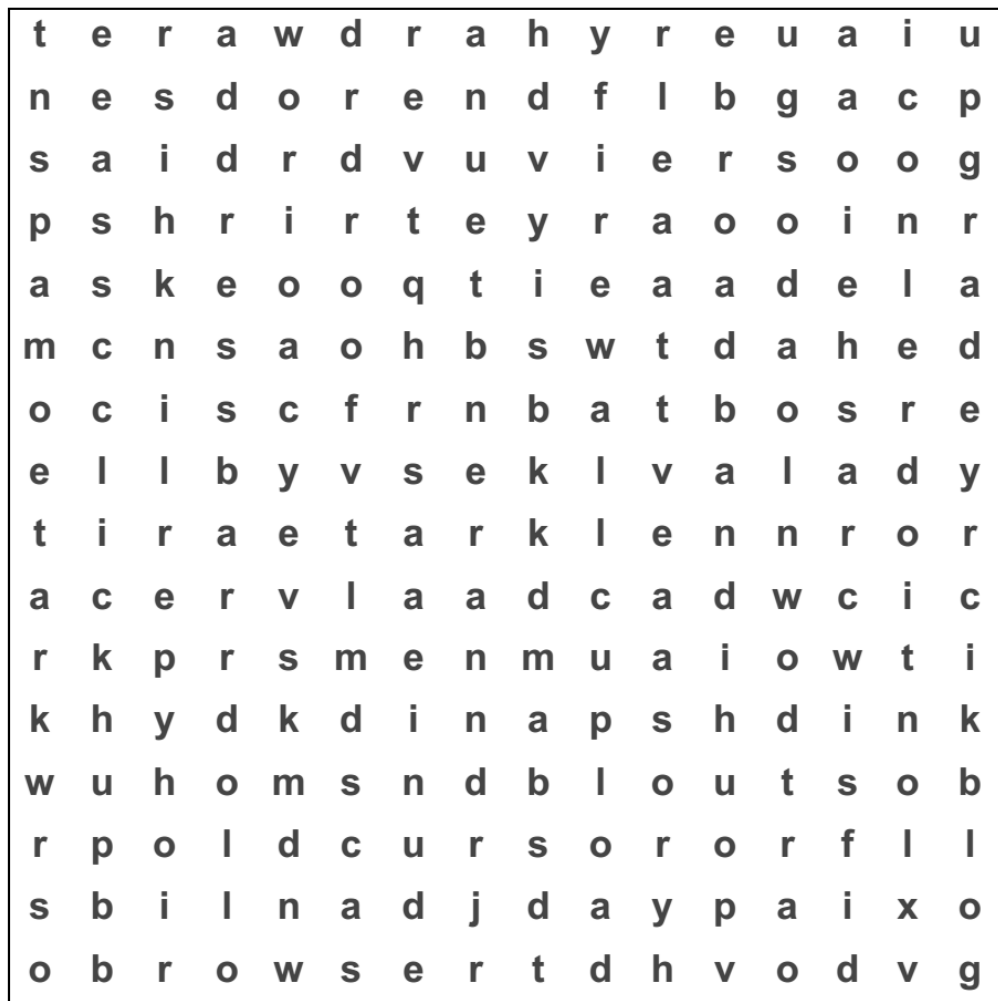 t e r a w d r a h y r e u a i u
n e s d o r e n d f l b g a c p
s a i d r d v u v i e r s o o g
p s h r i r t e y r a o o i n r
a s k e o o q t i e a a d e l a
m c n s a o h b s w t d a h e d
o c i s c f r n b a t b o s r e
e l l b y v s e k l v a l a d y
t i r a e t a r k l e n n r o r
a c e r v l a a d c a d w c i c
r k p r s m e n m u a i o w t i
k h y d k d i n a p s h d i n k
w u h o m s n d b l o u t s o b
r p o l d c u r s o r o r f l l
s b i l n a d j d a y p a i x o
o b r o w s e r t d h v o d v g